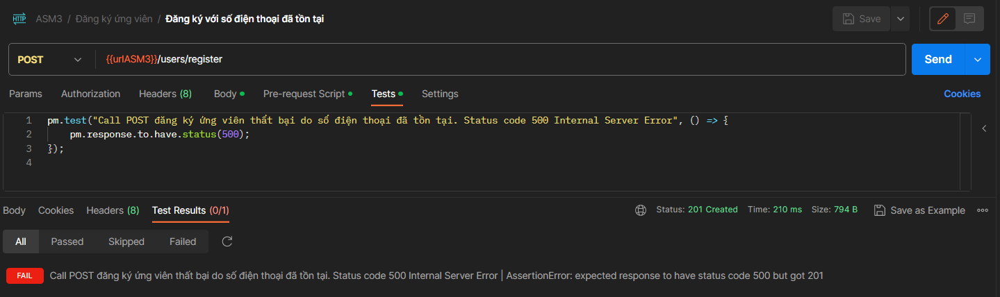 HTTP ASM3 / Đăng ký ứng viên / Đăng ký với số điện thoại đã tồn tại Save
POST {{urlASM3}}/users/register Send
Params Authorization Headers (8) Body Pre-request Script Tests Settings Cookies
1 pm.test("Call POST đăng ký ứng viên thất bại do số điện thoại đã tồn tại. Status code 500 Internal Server Error", () => {
2 pm.response.to.have.status(500);
3 });
4
Body Cookies Headers (8) Test Results (0/1) Status: 201 Created Time: 210 ms Size: 794 B Save as Example
All Passed Skipped Failed
FAIL Call POST đăng ký ứng viên thất bại do số điện thoại đã tồn tại. Status code 500 Internal Server Error | AssertionError: expected response to have status code 500 but got 201